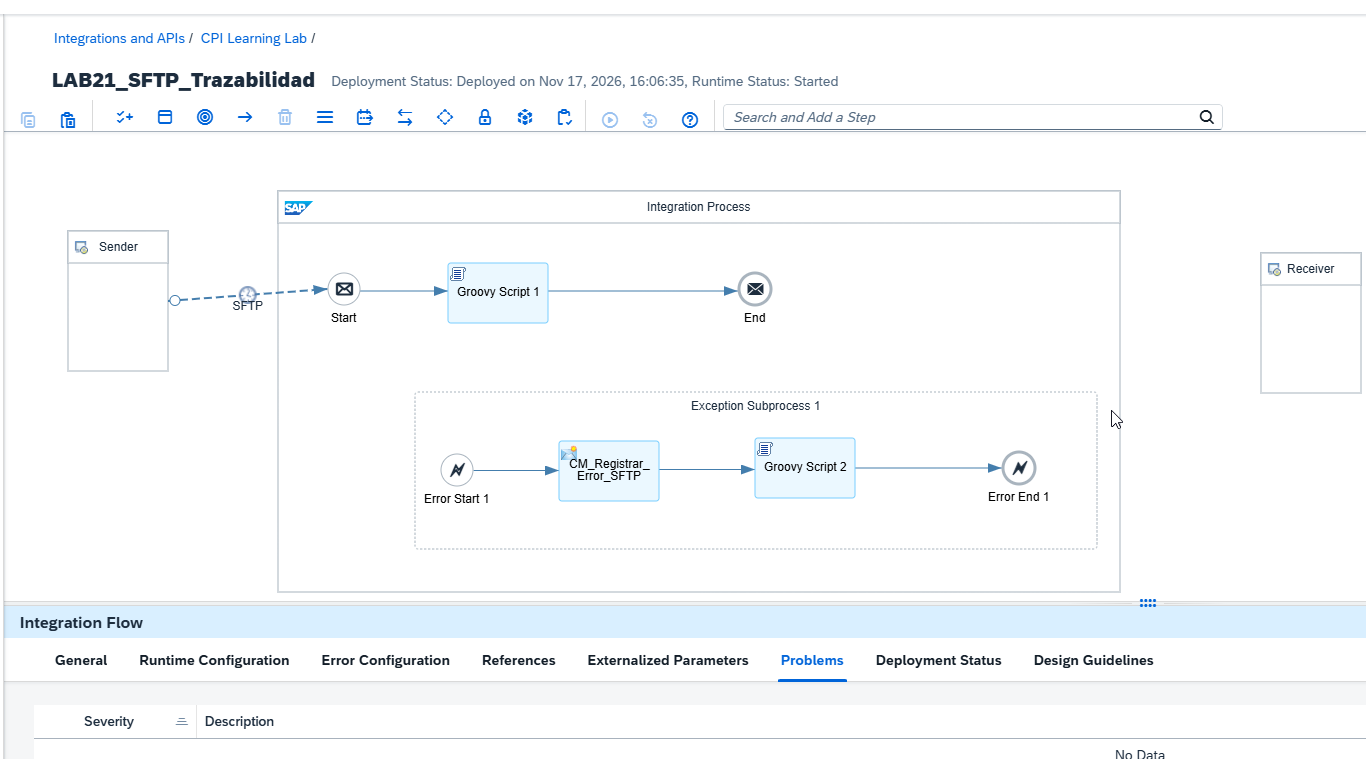 Integrations and APIs / CPI Learning Lab /
LAB21_SFTP_Trazabilidad Deployment Status: Deployed on Nov 17, 2026, 16:06:35, Runtime Status: Started
Search and Add a Step
SAP Integration Process
Sender
Receiver
Groovy Script 1
SFTP
Start
End
Exception Subprocess 1
CM_Registrar_
Error_SFTP
Groovy Script 2
Error Start 1
Error End 1
Integration Flow
General Runtime Configuration Error Configuration References Externalized Parameters Problems Deployment Status Design Guidelines
Severity Description
No Data